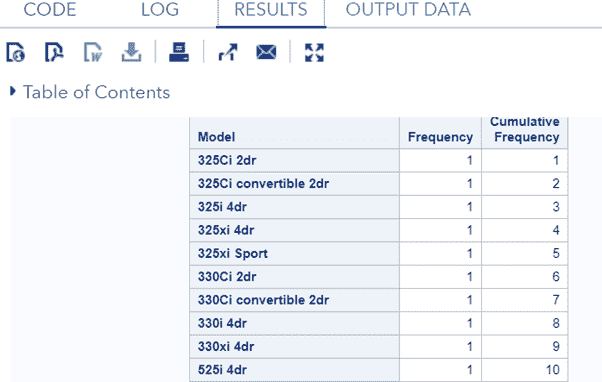 CODE LOG RESULTS OUTPUT DATA
Table of Contents
Cumulative
Model Frequency Frequency
325Ci 2dr 1 1
325Ci convertible 2dr 1 2
325i 4dr 1 3
325xi 4dr 1 4
325xi Sport 1 5
330Ci 2dr 1 6
330Ci convertible 2dr 1 7
330i 4dr 1 8
330xi 4dr 1 9
525i 4dr 1 10